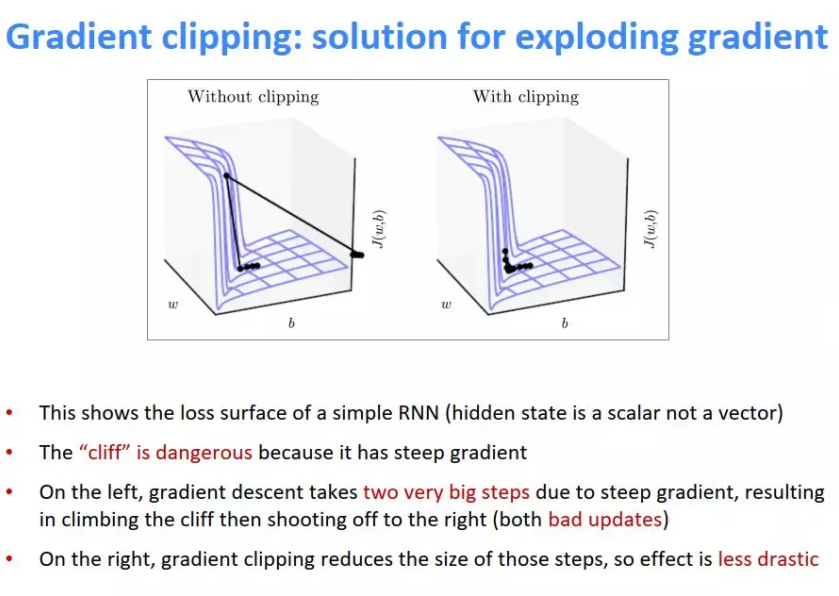 Gradient clipping: solution for exploding gradient
Without clipping
With clipping
J(w,b)
w
b
J(w,b)
w
b
• This shows the loss surface of a simple RNN (hidden state is a scalar not a vector)
• The “cliff” is dangerous because it has steep gradient
• On the left, gradient descent takes two very big steps due to steep gradient, resulting
in climbing the cliff then shooting off to the right (both bad updates)
• On the right, gradient clipping reduces the size of those steps, so effect is less drastic